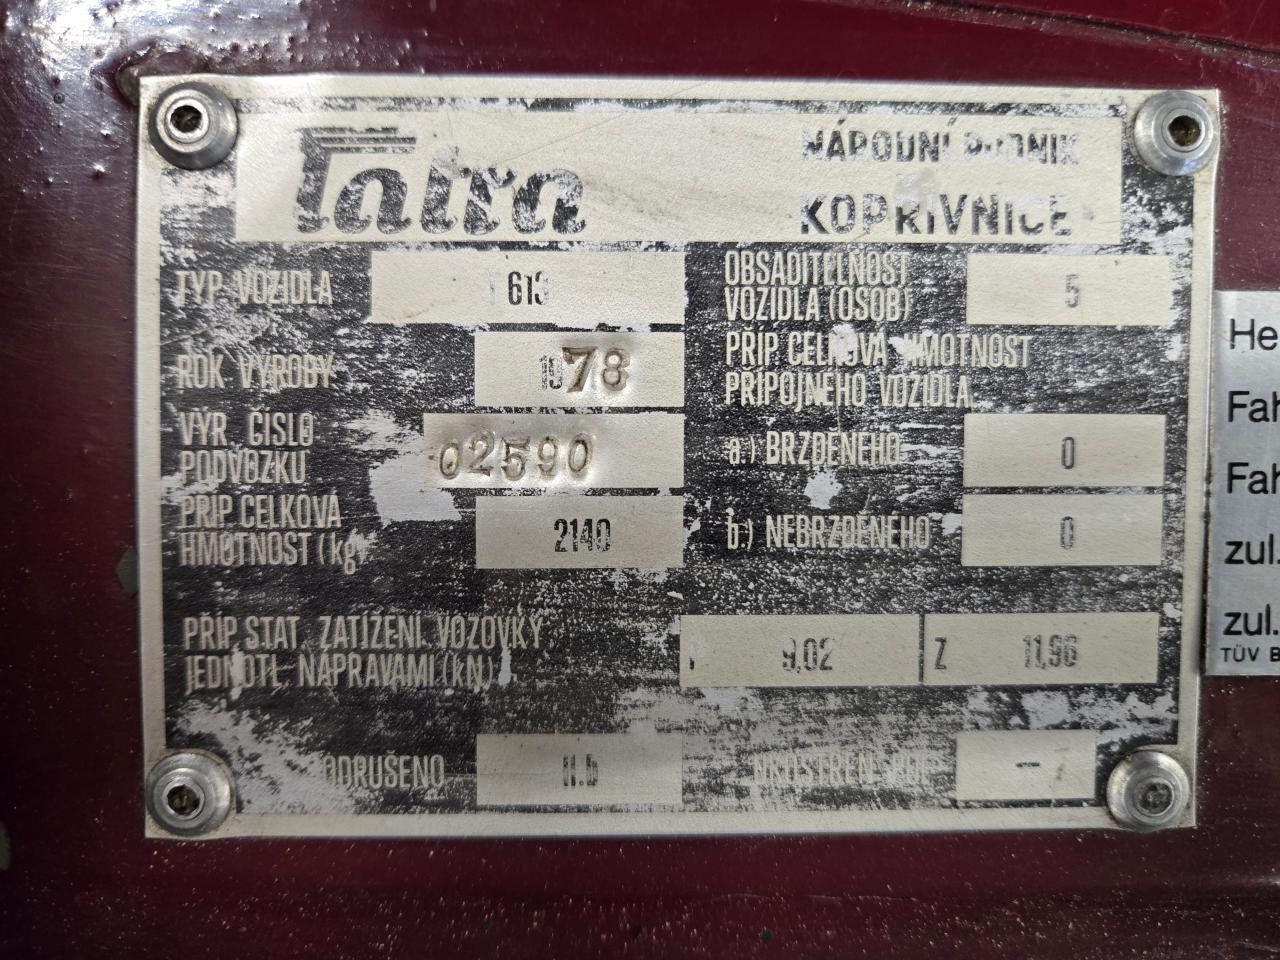 Tatra
NÁRODNÍ PODNIK
KOPŘIVNICE
TYP VOZIDLA T 613
ROK VÝROBY 1978
VÝR. ČÍSLO
PODVOZKU 02590
PŘÍP. CELKOVÁ
HMOTNOST (kg) 2140
OBSADITELNOST
VOZIDLA (OSOB) 5
PŘÍP. CELKOVÁ HMOTNOST
PŘÍPOJNÉHO VOZIDLA:
a.) BRZDĚNÉHO 0
b.) NEBRZDĚNÉHO 0
PŘÍP. STAT. ZATÍŽENÍ VOZOVKY
JEDNOTL. NÁPRAVAMI (kN) 9,02 Z 11,96
ODRUŠENO II.b
–
He
Fah
Fah
zul.
zul.
TÜV B